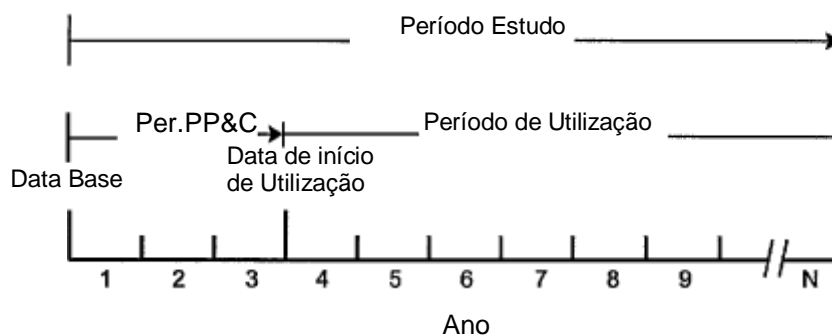 Período Estudo
Per.PP&C
Período de Utilização
Data Base
Data de início
de Utilização
1 2 3 4 5 6 7 8 9 N
Ano